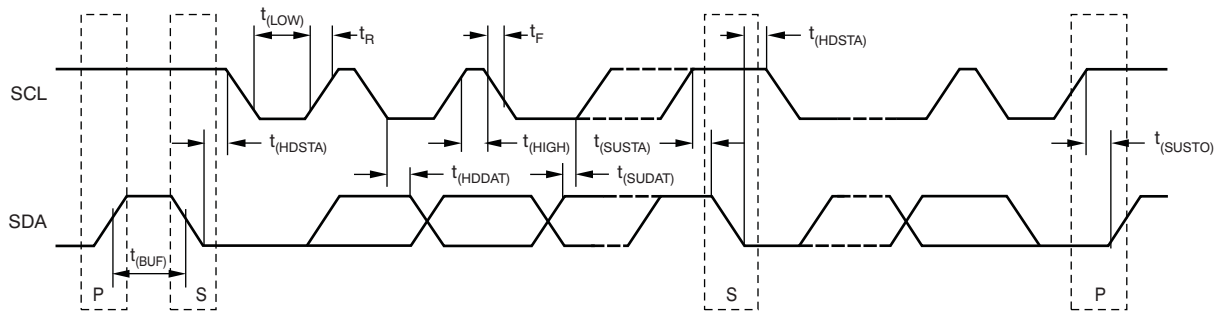 t(LOW)
tR
tF
t(HDSTA)
SCL
t(HDSTA)
t(HIGH)
t(SUSTA)
t(SUSTO)
t(HDDAT)
t(SUDAT)
SDA
t(BUF)
P
S
S
P